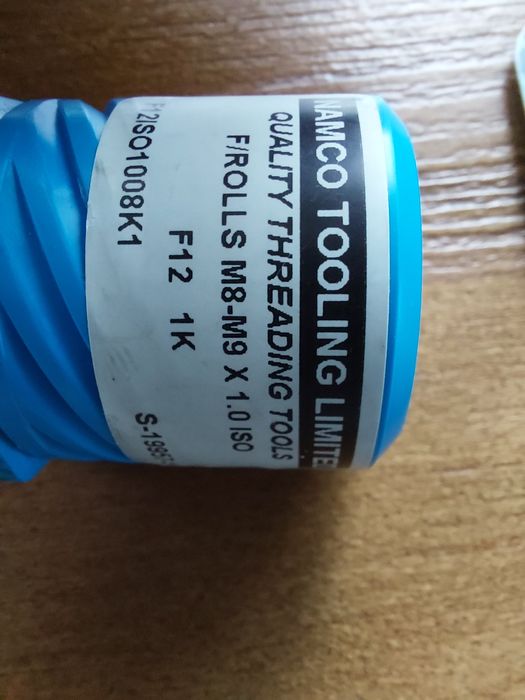 NAMCO TOOLING LIMITE
QUALITY THREADING TOOLS
F/ROLLS M8-M9 X 1.0 ISO
F12 1K
F12ISO1008K1